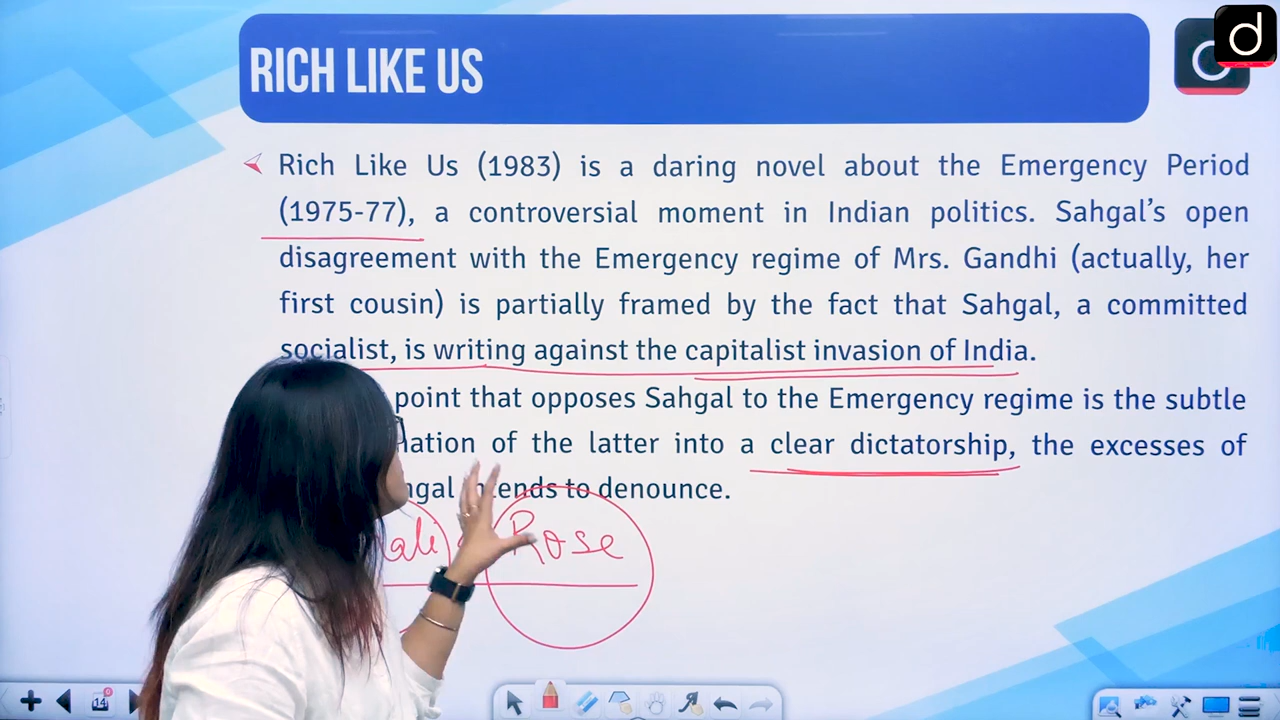 RICH LIKE US
Rich Like Us (1983) is a daring novel about the Emergency Period
(1975-77), a controversial moment in Indian politics. Sahgal's open
disagreement with the Emergency regime of Mrs. Gandhi (actually, her
first cousin) is partially framed by the fact that Sahgal, a committed
socialist, is writing against the capitalist invasion of India.
point that opposes Sahgal to the Emergency regime is the subtle
of the latter into a clear dictatorship, the excesses of
to denounce.
Rose
d
14